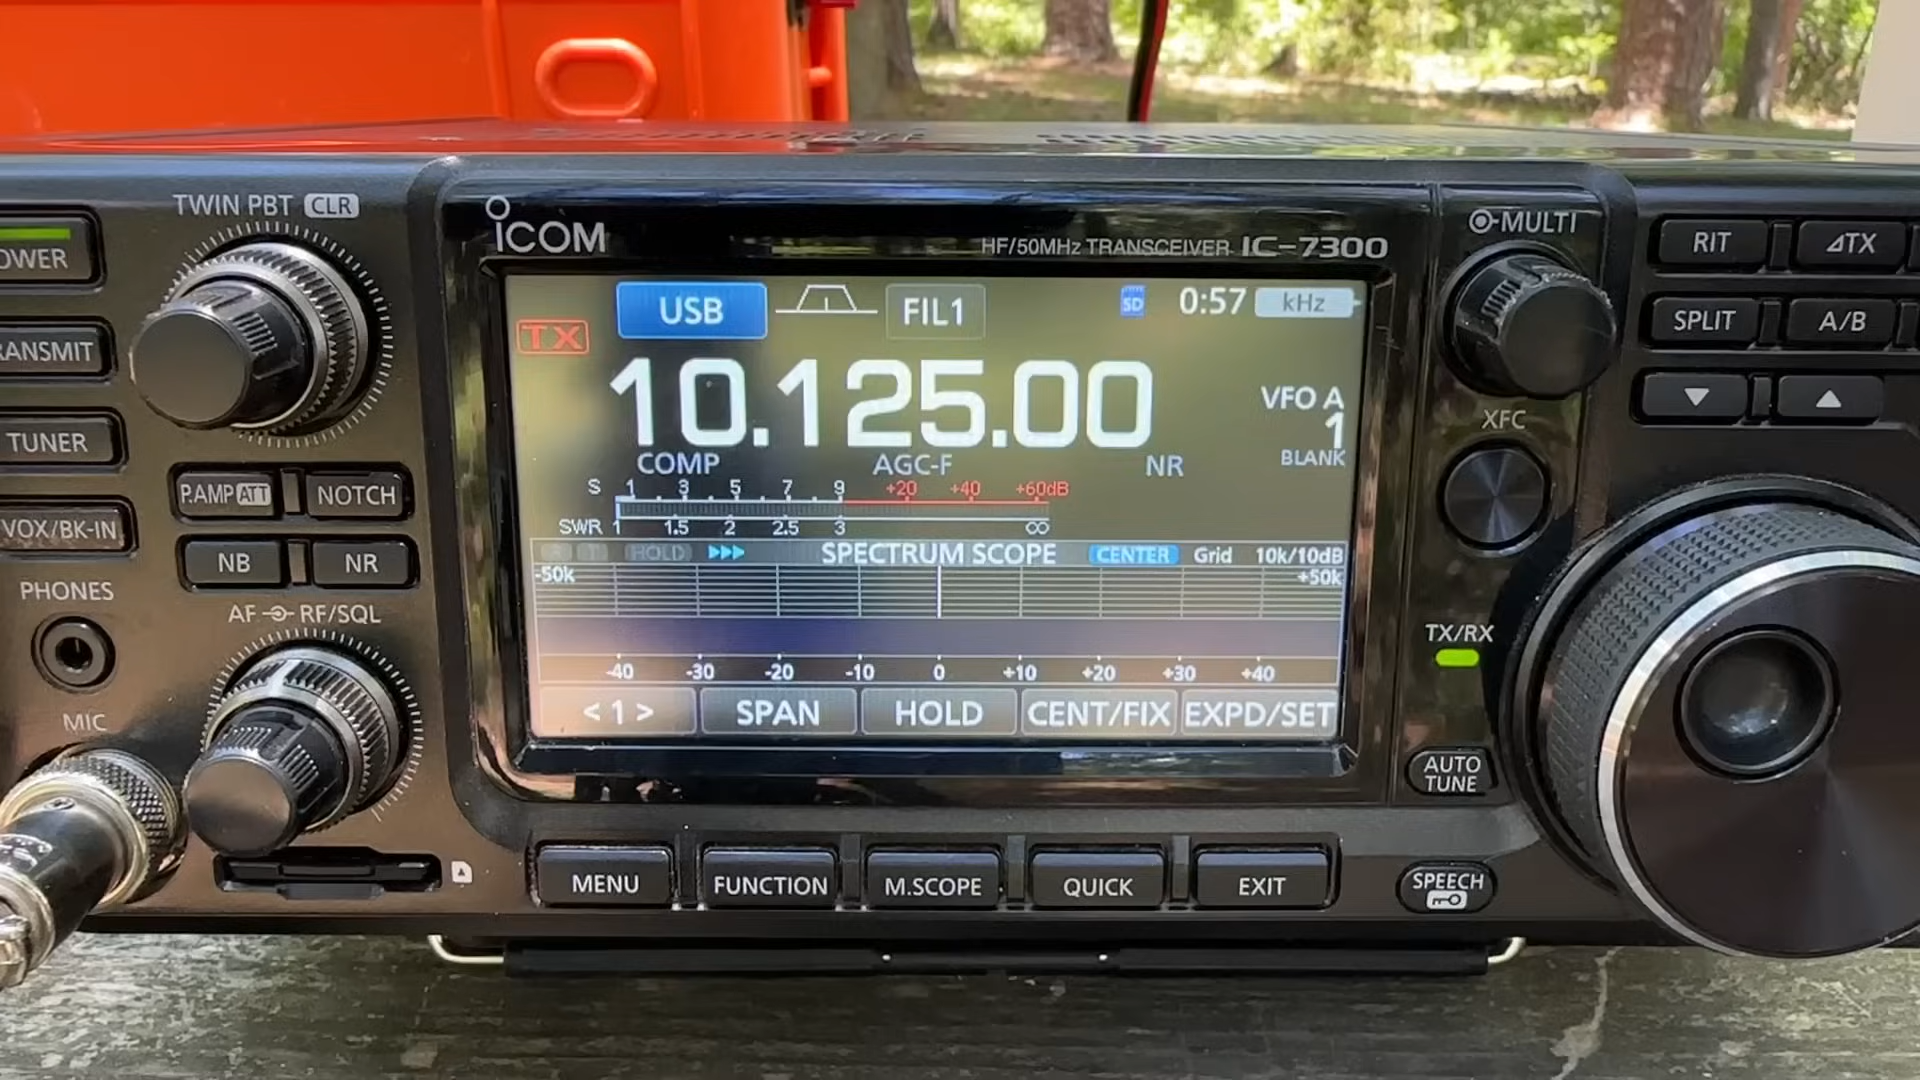 TWIN PBT CLR
OWER
RANSMIT
TUNER
VOX/BK-IN
P.AMP ATT
NOTCH
NB
NR
PHONES
AF RF/SQL
MIC
ICOM
HF/50MHz TRANSCEIVER IC-7300
USB
FIL1
SD
0:57
kHz
TX
10.125.00
VFO A
1
COMP
AGC-F
NR
BLANK
S 1 3 5 7 9 +20 +40 +60dB
SWR 1 1.5 2 2.5 3 ∞
HOLD
SPECTRUM SCOPE
CENTER
Grid
10k/10dB
-50k
+50k
-40 -30 -20 -10 0 +10 +20 +30 +40
< 1 >
SPAN
HOLD
CENT/FIX
EXPD/SET
MENU
FUNCTION
M.SCOPE
QUICK
EXIT
MULTI
RIT
⊿TX
SPLIT
A/B
▼
▲
XFC
TX/RX
AUTO
TUNE
SPEECH